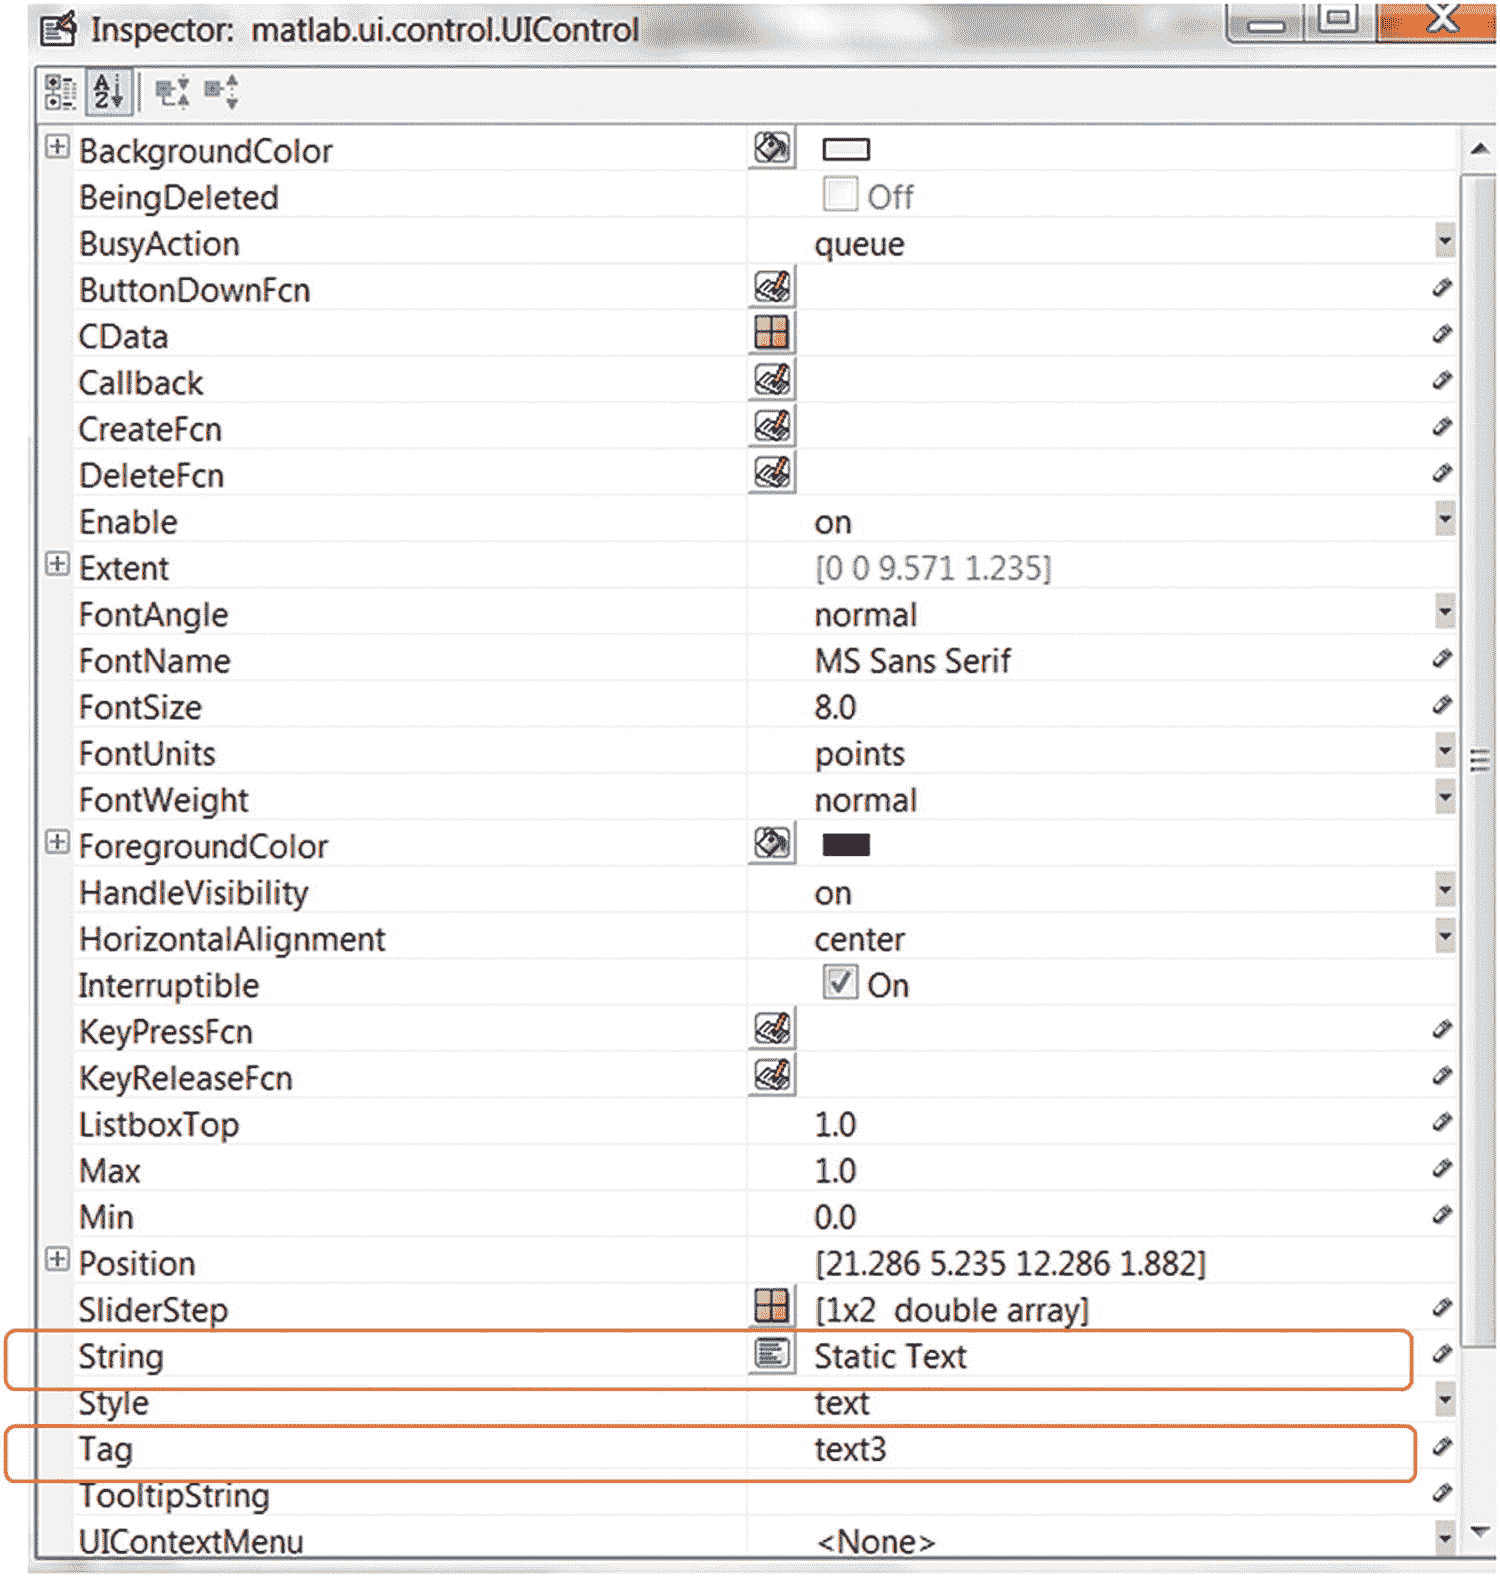 Inspector: matlab.ui.control.UIControl
BackgroundColor
BeingDeleted Off
BusyAction queue
ButtonDownFcn
CData
Callback
CreateFcn
DeleteFcn
Enable on
Extent [0 0 9.571 1.235]
FontAngle normal
FontName MS Sans Serif
FontSize 8.0
FontUnits points
FontWeight normal
ForegroundColor
HandleVisibility on
HorizontalAlignment center
Interruptible On
KeyPressFcn
KeyReleaseFcn
ListboxTop 1.0
Max 1.0
Min 0.0
Position [21.286 5.235 12.286 1.882]
SliderStep [1x2 double array]
String Static Text
Style text
Tag text3
TooltipString
UIContextMenu <None>